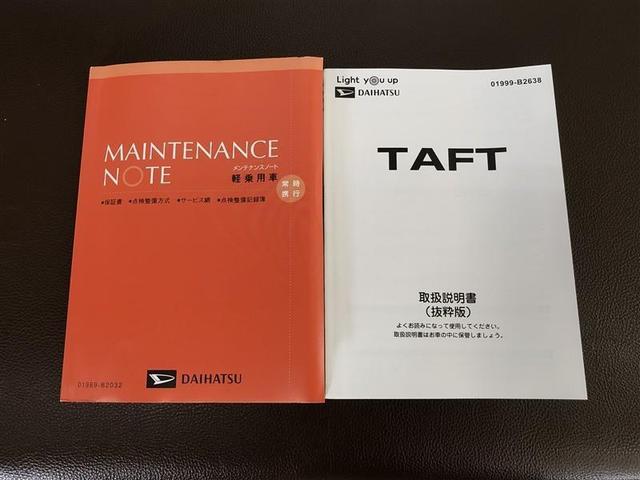 MAINTENANCE
NOTE
メンテナンスノート
軽乗用車
常時
携行
●保証書 ●点検整備方式 ●サービス網 ●点検整備記録簿
DAIHATSU
01989-B2032
Light you up
DAIHATSU
01999-B2638
TAFT
取扱説明書
（抜粋版）
よくお読みになって使用してください。
取扱説明書はお車の中に保管しましょう。